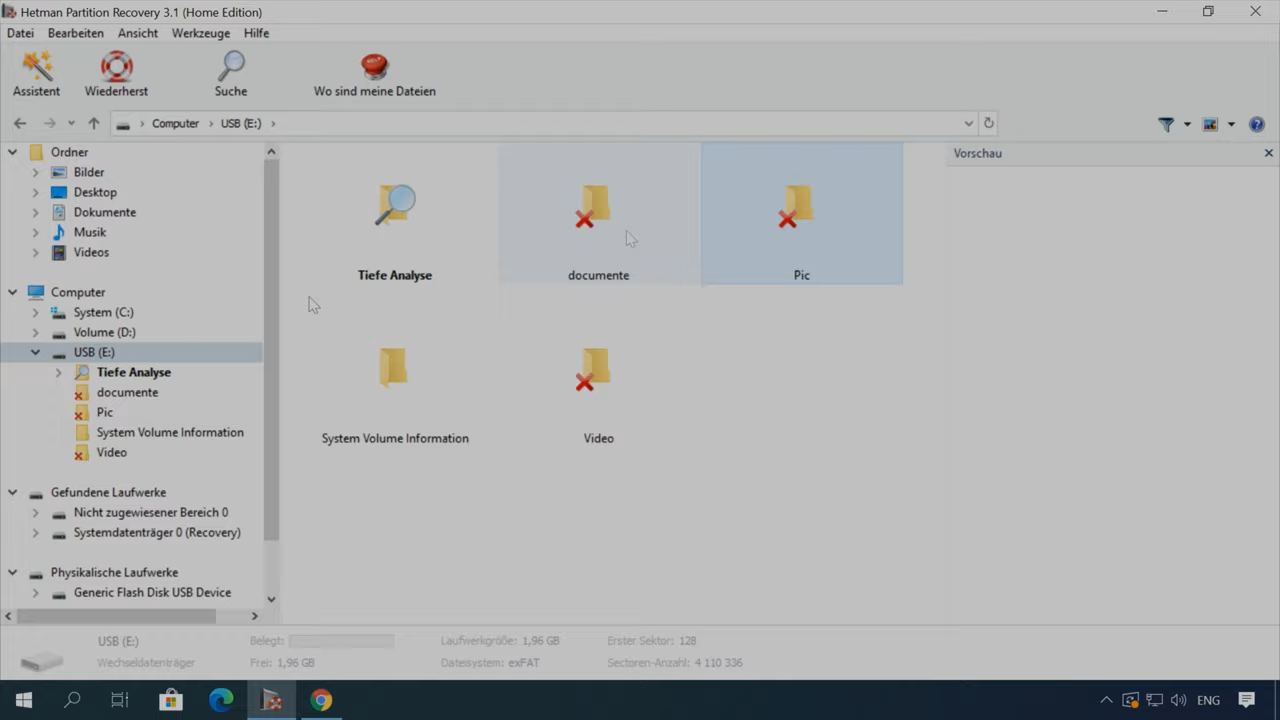 Hetman Partition Recovery 3.1 (Home Edition)
Datei Bearbeiten Ansicht Werkzeuge Hilfe
Assistent Wiederherst Suche Wo sind meine Dateien
Computer USB (E:)
Ordner
Bilder
Desktop
Dokumente
Musik
Videos
Computer
System (C:)
Volume (D:)
USB (E:)
Tiefe Analyse
documente
Pic
System Volume Information
Video
Gefundene Laufwerke
Nicht zugewiesener Bereich 0
Systemdatenträger 0 (Recovery)
Physikalische Laufwerke
Generic Flash Disk USB Device
Tiefe Analyse documente Pic
System Volume Information Video
Vorschau
USB (E:) Belegt: Laufwerkgröße: 1,96 GB Erster Sektor: 128
Wechseldatenträger Frei: 1,96 GB Dateisystem: exFAT Sectoren-Anzahl: 4 110 336
ENG